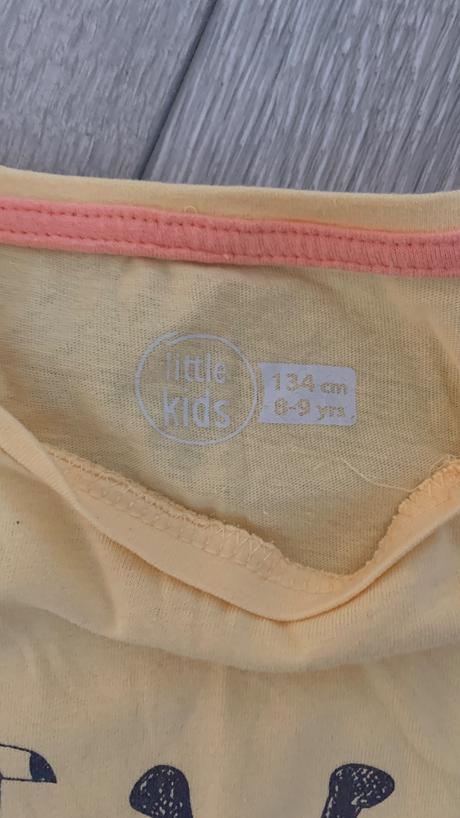 little
kids
134 cm
8-9 yrs